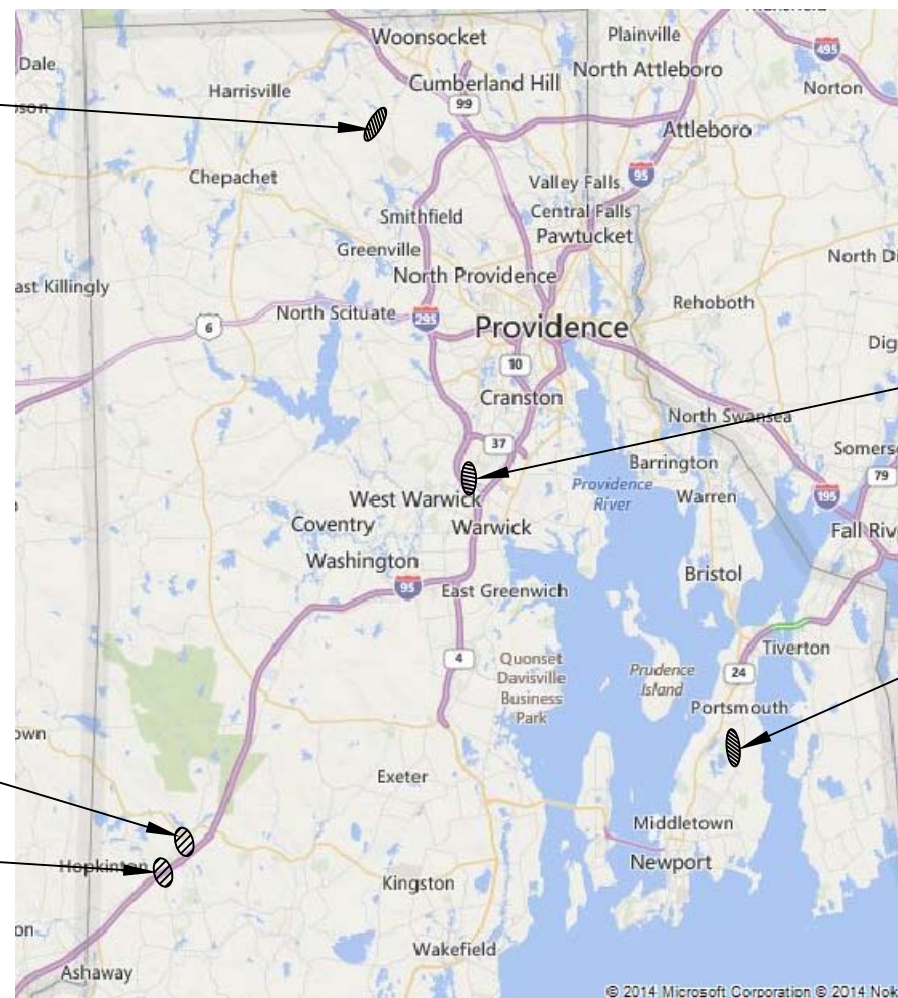 Woonsocket
Plainville
495
Dale
Cumberland Hill
North Attleboro
Harrisville
99
Norton
Attleboro
Chepachet
Valley Falls
95
Smithfield
Central Falls
Pawtucket
Greenville
North Di
North Providence
ast Killingly
Rehoboth
North Scituate
295
6
Providence
Dig
10
Cranston
North Swansea
37
Somers
Barrington
79
Providence
River
West Warwick
Warren
195
Coventry
Warwick
Fall Riv
Washington
Bristol
95
East Greenwich
Tiverton
4
Quonset
Davisville
Business
Park
Prudence
Island
24
Portsmouth
own
Exeter
Middletown
Hopkinton
Newport
Kingston
on
Wakefield
Ashaway
© 2014 Microsoft Corporation © 2014 Nok